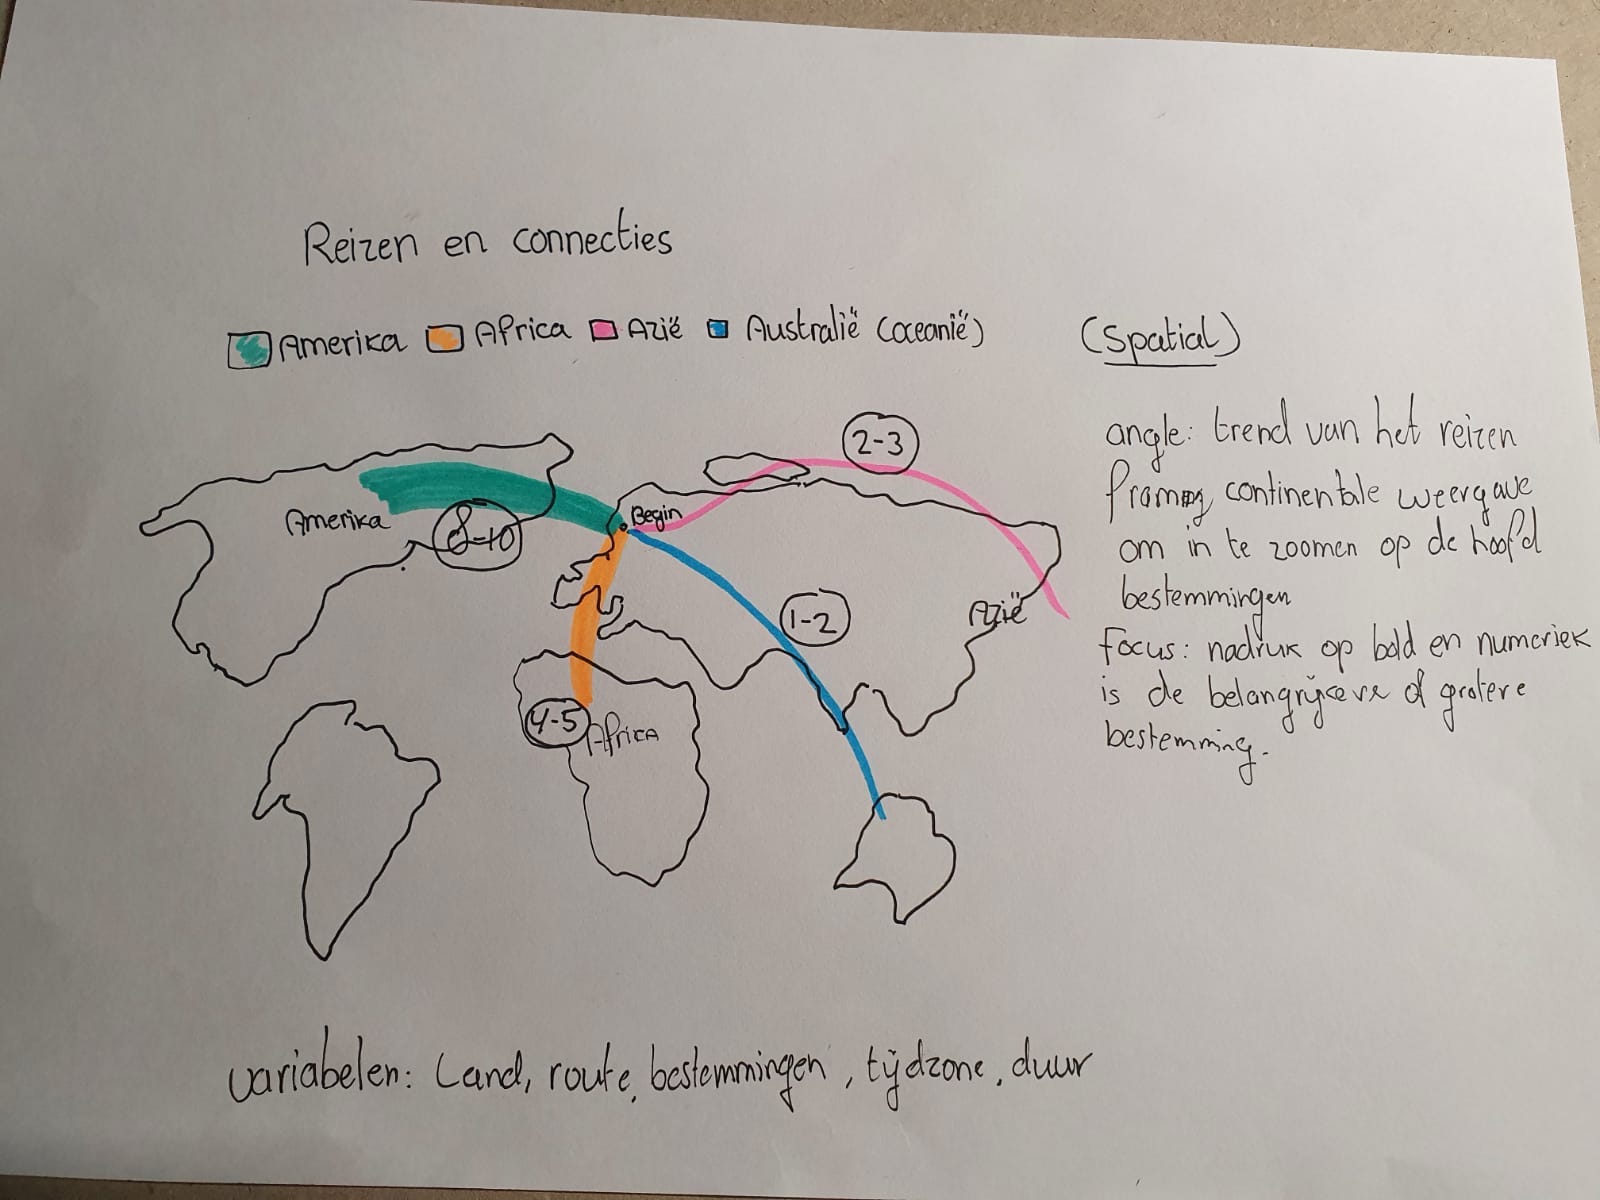 Reizen en connecties
Amerika Africa Azië Australië (oceanië)
(Spatial)
angle: trend van het reizen
framing, continentale weergave
om in te zoomen op de hoofd
bestemmingen
focus: nadruk op bold en numeriek
is de belangrijkere of grotere
bestemming.
2-3
Begin
Amerika
8-10
1-2
Azië
4-5
Africa
variabelen: Land, route, bestemmingen, tijdzone, duur